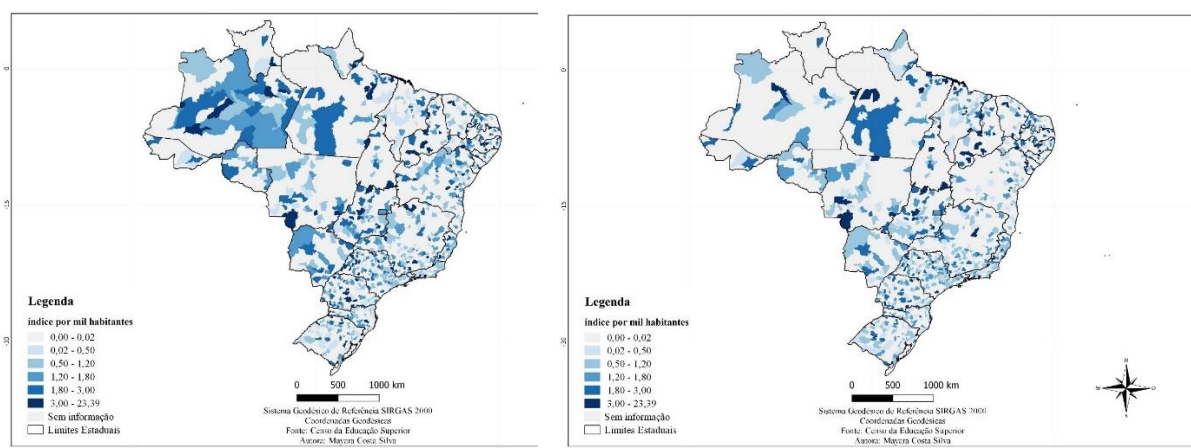 0
-15
-30
Legenda
índice por mil habitantes
0,00 - 0,02
0,02 - 0,50
0,50 - 1,20
1,20 - 1,80
1,80 - 3,00
3,00 - 23,39
Sem informação
Limites Estaduais
0 500 1000 km
Sistema Geodésico de Referência SIRGAS 2000
Coordenadas Geodésicas
Fonte: Censo da Educação Superior
Autora: Mayara Costa Silva
0
-15
-30
Legenda
índice por mil habitantes
0,00 - 0,02
0,02 - 0,50
0,50 - 1,20
1,20 - 1,80
1,80 - 3,00
3,00 - 23,39
Sem informação
Limites Estaduais
0 500 1000 km
Sistema Geodésico de Referência SIRGAS 2000
Coordenadas Geodésicas
Fonte: Censo da Educação Superior
Autora: Mayara Costa Silva
N
E
O
S